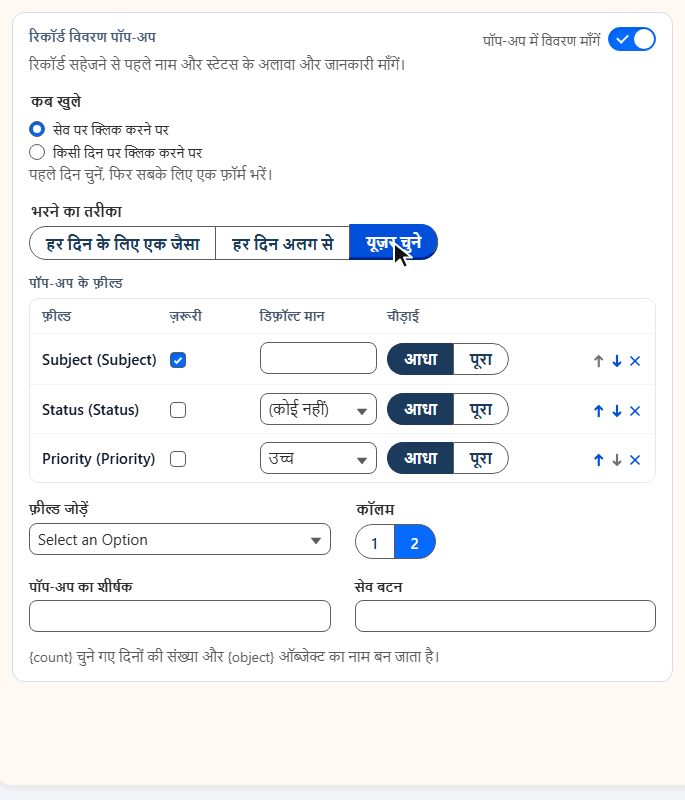 रिकॉर्ड विवरण पॉप-अप
पॉप-अप में विवरण माँगें
रिकॉर्ड सहेजने से पहले नाम और स्टेटस के अलावा और जानकारी माँगें।
कब खुले
सेव पर क्लिक करने पर
किसी दिन पर क्लिक करने पर
पहले दिन चुनें, फिर सबके लिए एक फ़ॉर्म भरें।
भरने का तरीका
हर दिन के लिए एक जैसा हर दिन अलग से यूज़र चुने
पॉप-अप के फ़ील्ड
फ़ील्ड ज़रूरी डिफ़ॉल्ट मान चौड़ाई
Subject (Subject) आधा पूरा
Status (Status) (कोई नहीं) आधा पूरा
Priority (Priority) उच्च आधा पूरा
फ़ील्ड जोड़ें कॉलम
Select an Option 1 2
पॉप-अप का शीर्षक सेव बटन
{count} चुने गए दिनों की संख्या और {object} ऑब्जेक्ट का नाम बन जाता है।